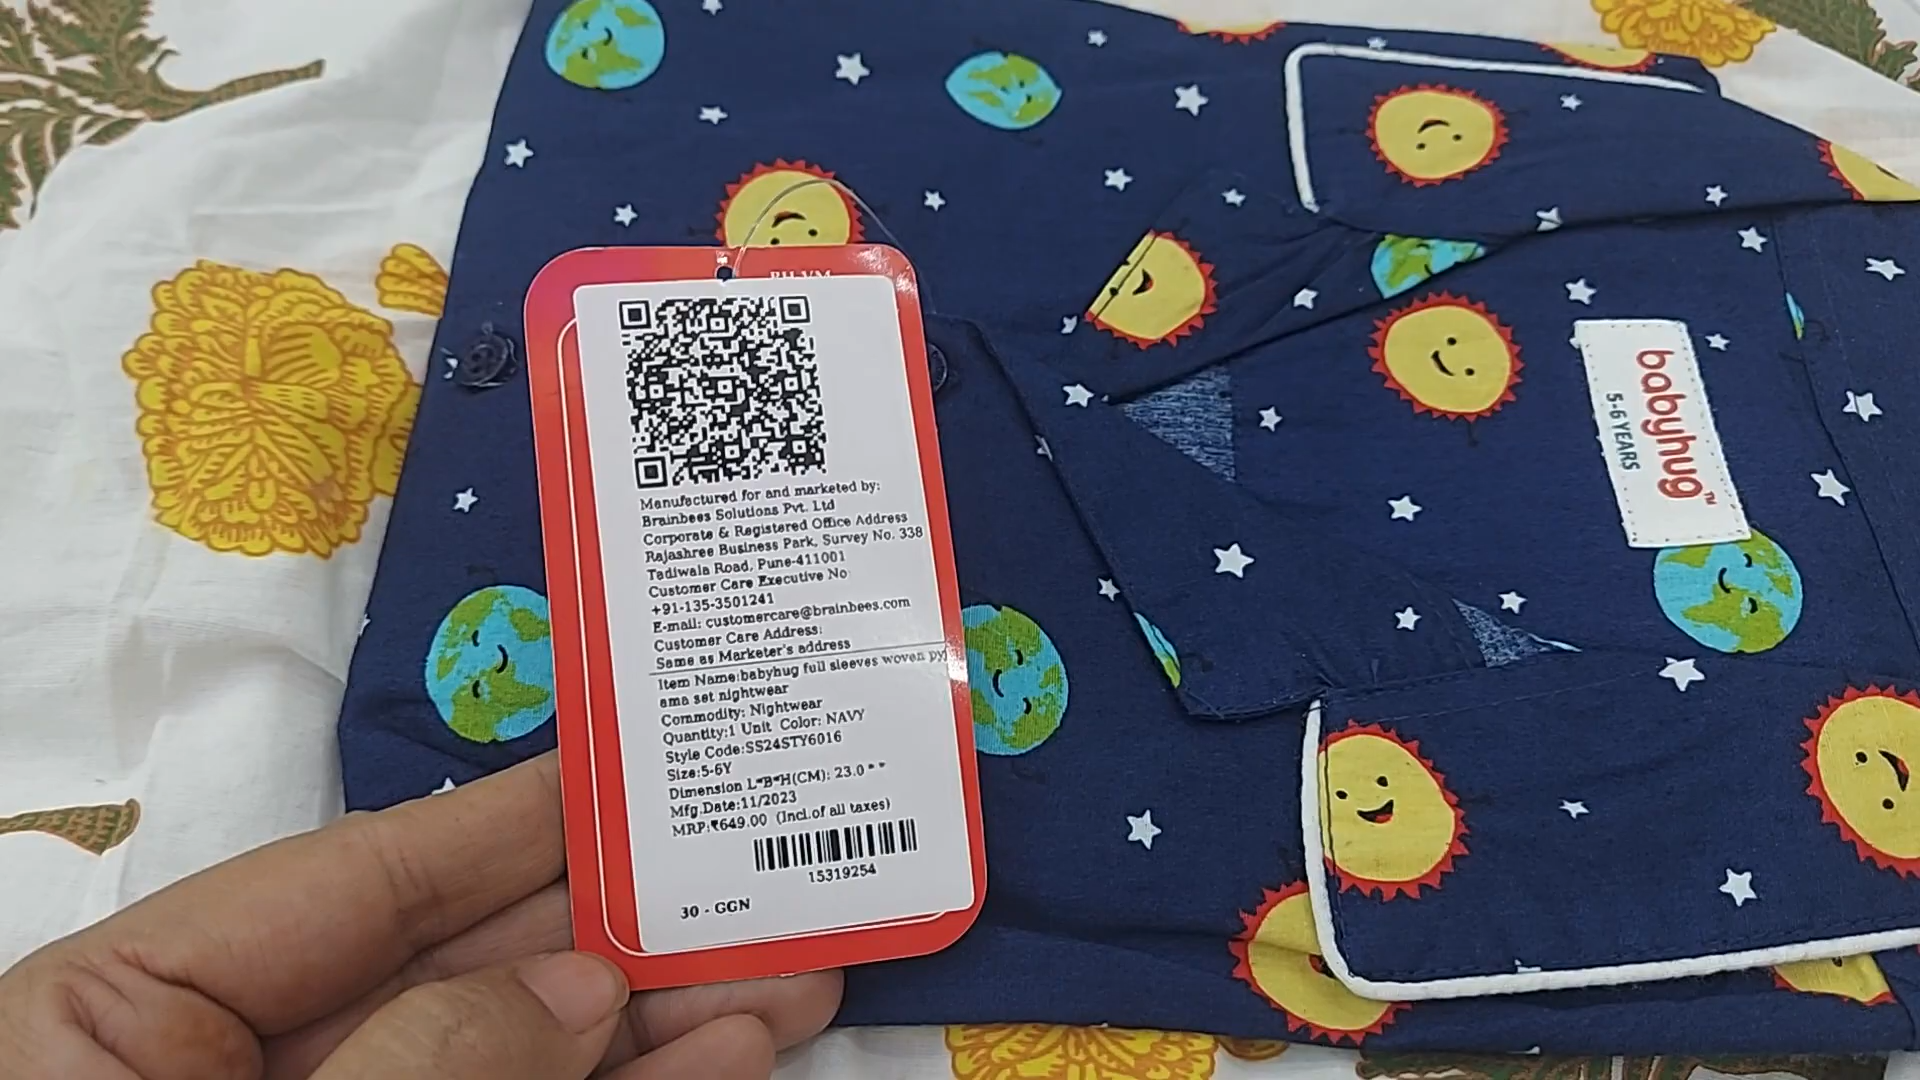 Manufactured for and marketed by:
Brainbees Solutions Pvt. Ltd
Corporate & Registered Office Address
Rajashree Business Park, Survey No. 338
Tadiwala Road, Pune-411001
Customer Care Executive No
+91-135-3501241
E-mail: customercare@brainbees.com
Customer Care Address:
Same as Marketer's address
Item Name:babyhug full sleeves woven pyj
ama set nightwear
Commodity: Nightwear
Quantity:1 Unit Color: NAVY
Style Code:SS24STY6016
Size:5-6Y
Dimension L*B*H(CM): 23.0 * *
Mfg.Date:11/2023
MRP:₹649.00 (Incl.of all taxes)
15319254
30 - GGN
babyhug™
5-6 YEARS